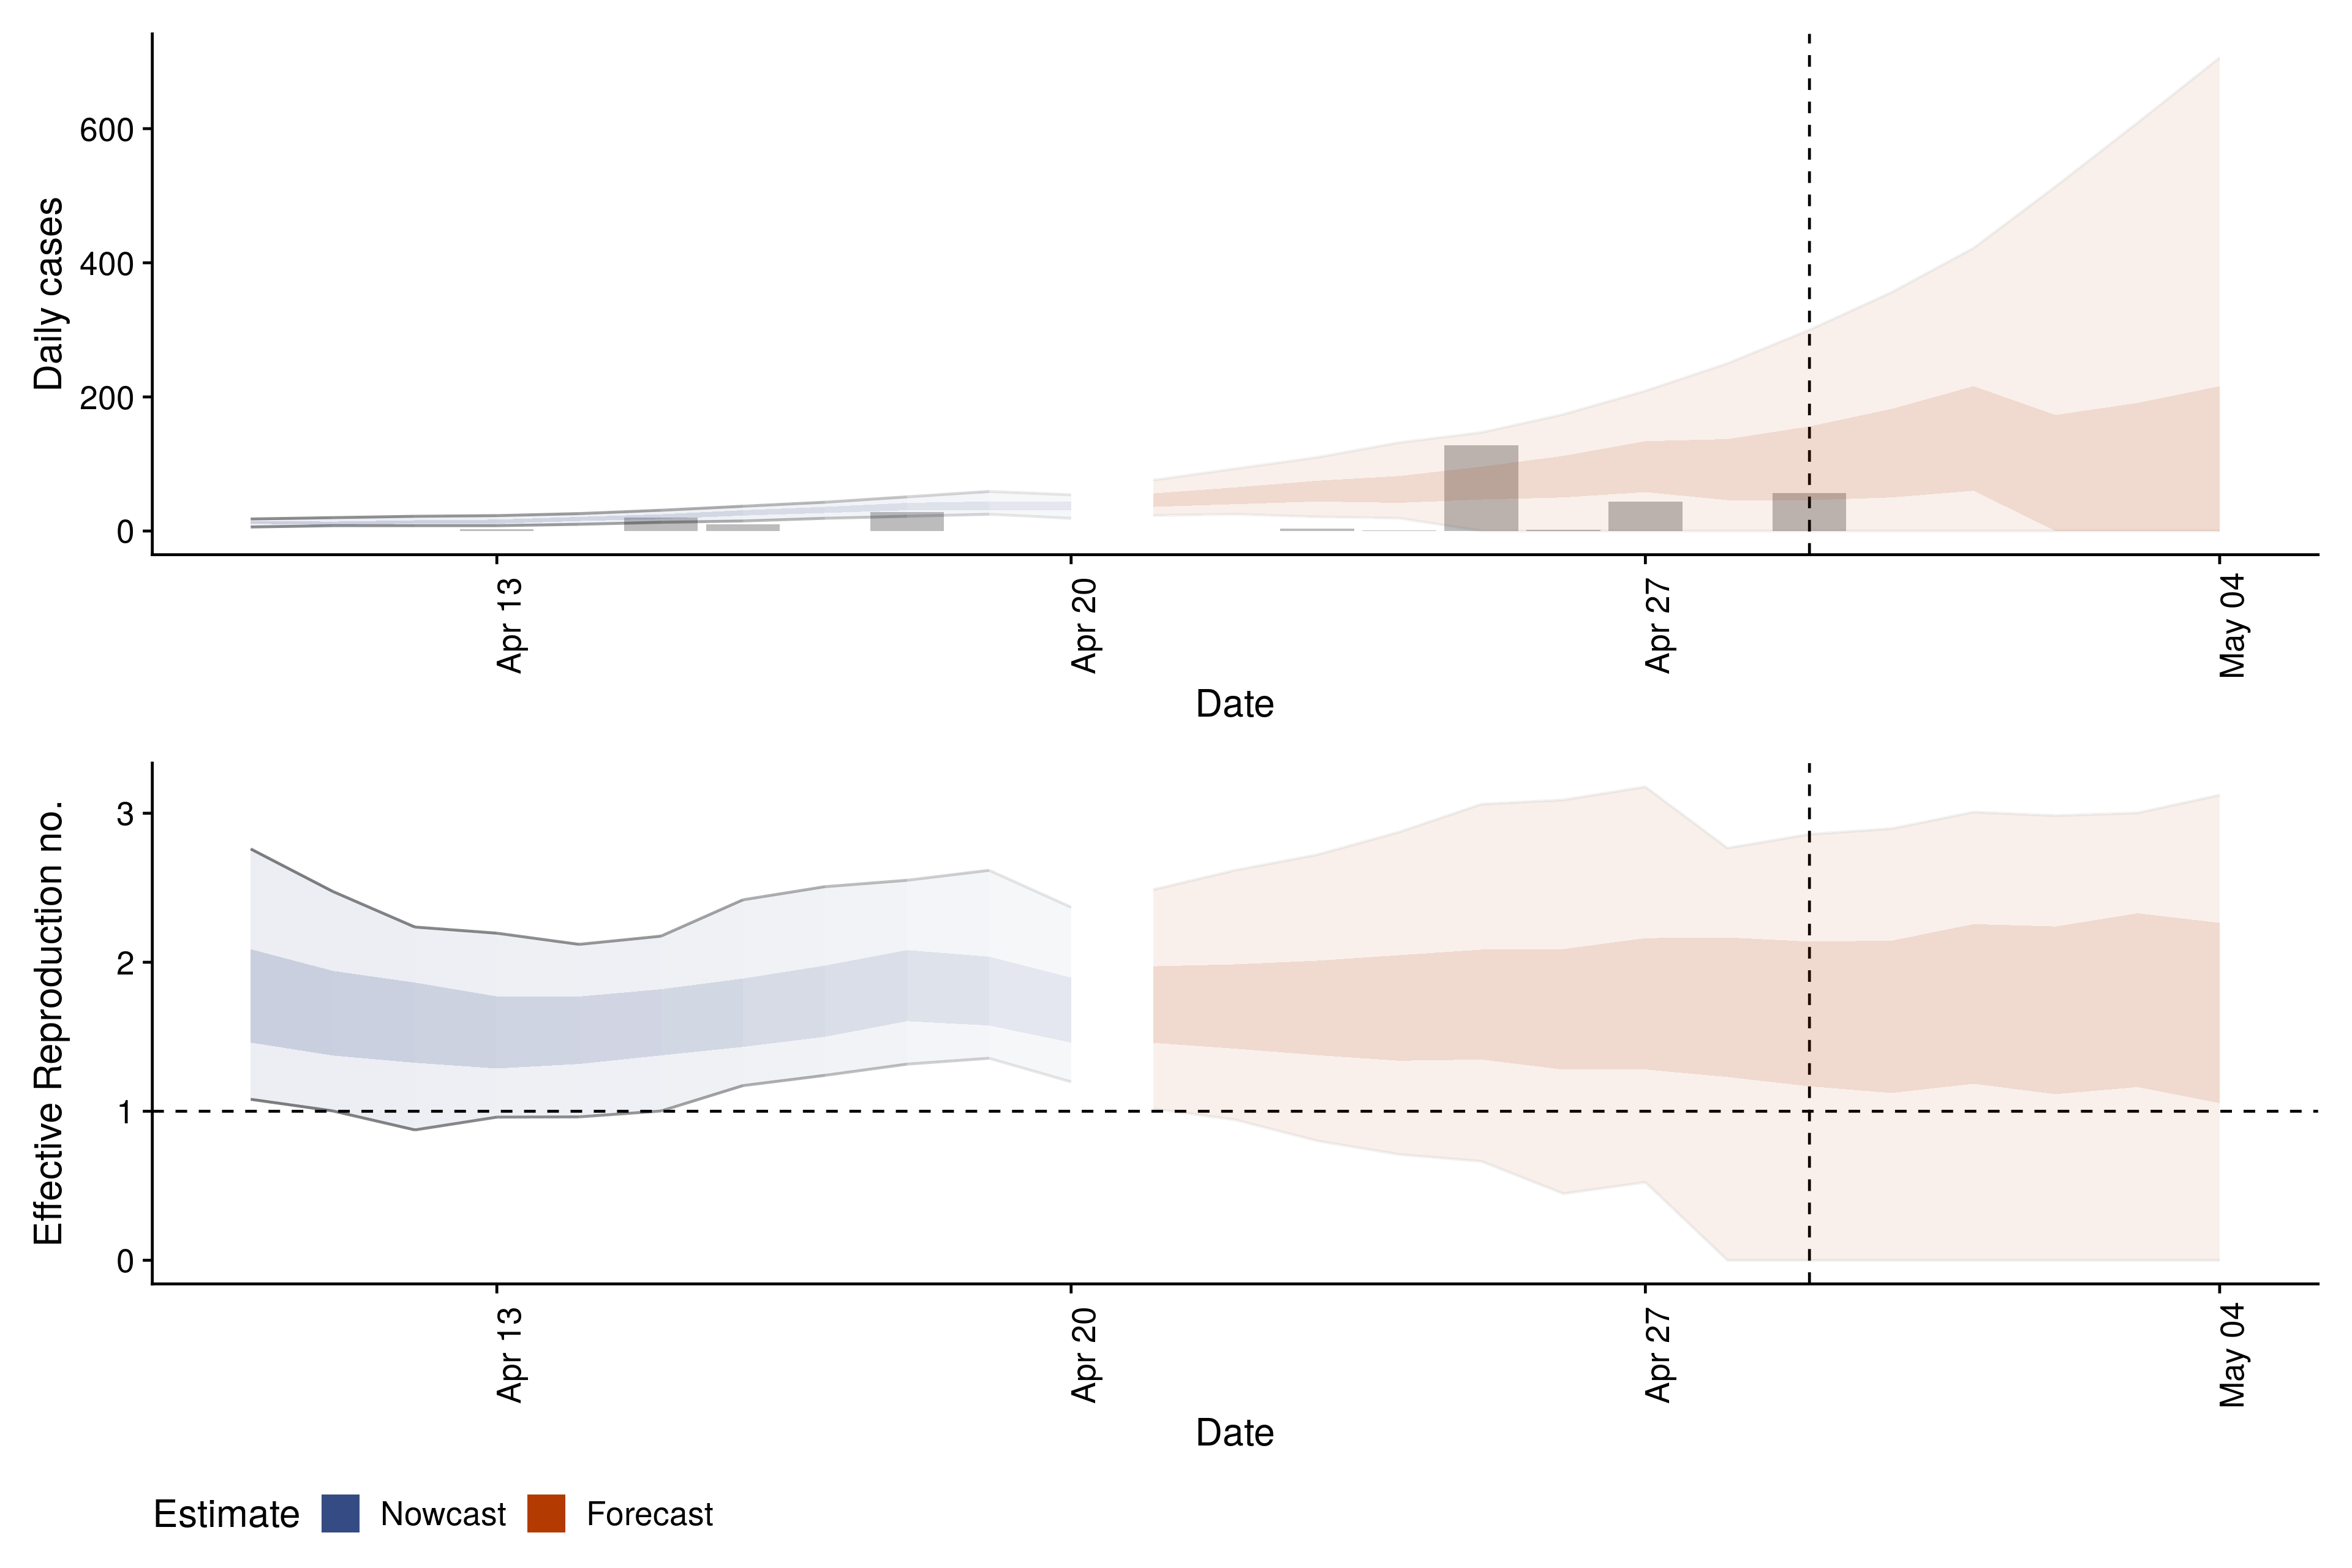 Daily cases
600
400
200
0
Apr 13
Apr 20
Apr 27
May 04
Date
Effective Reproduction no.
3
2
1
0
Apr 13
Apr 20
Apr 27
May 04
Date
Estimate Nowcast Forecast